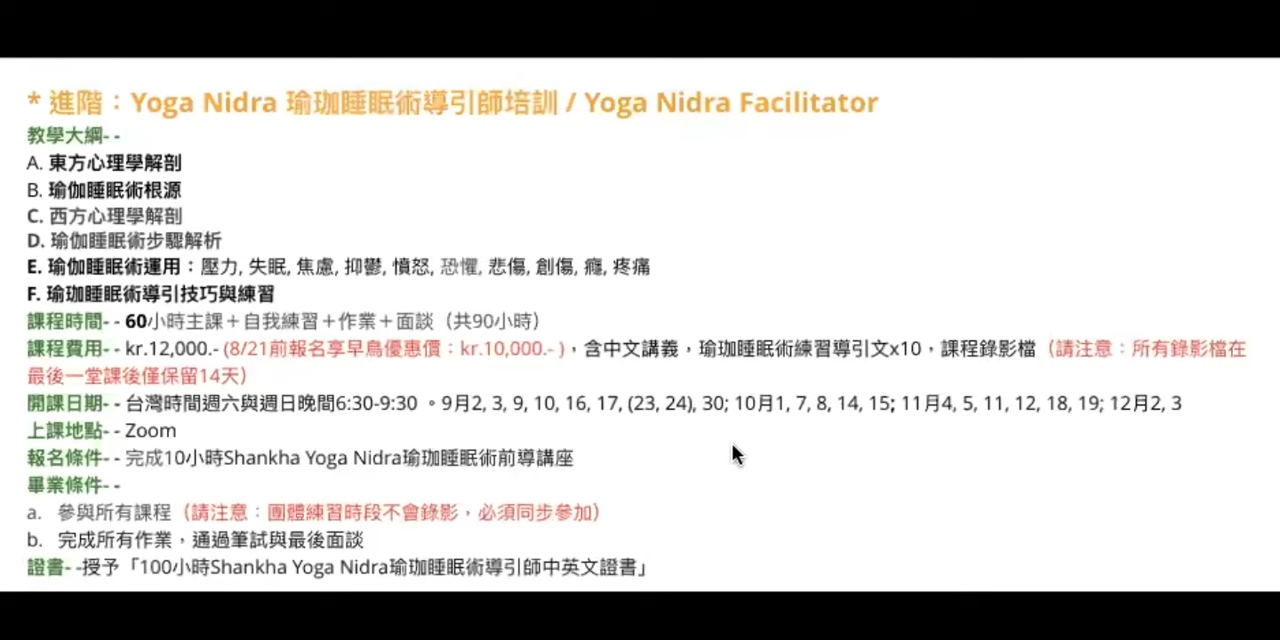 * 進階：Yoga Nidra 瑜珈睡眠術導引師培訓 / Yoga Nidra Facilitator
教學大綱- -
A. 東方心理學解剖
B. 瑜伽睡眠術根源
C. 西方心理學解剖
D. 瑜伽睡眠術步驟解析
E. 瑜伽睡眠術運用：壓力, 失眠, 焦慮, 抑鬱, 憤怒, 恐懼, 悲傷, 創傷, 癮, 疼痛
F. 瑜珈睡眠術導引技巧與練習
課程時間- - 60小時主課＋自我練習＋作業＋面談（共90小時）
課程費用- - kr.12,000.- (8/21前報名享早鳥優惠價：kr.10,000.- )，含中文講義，瑜珈睡眠術練習導引文x10，課程錄影檔（請注意：所有錄影檔在
最後一堂課後僅保留14天）
開課日期- - 台灣時間週六與週日晚間6:30-9:30 。9月2, 3, 9, 10, 16, 17, (23, 24), 30; 10月1, 7, 8, 14, 15; 11月4, 5, 11, 12, 18, 19; 12月2, 3
上課地點- - Zoom
報名條件- - 完成10小時Shankha Yoga Nidra瑜珈睡眠術前導講座
畢業條件- -
a. 參與所有課程（請注意：團體練習時段不會錄影，必須同步參加）
b. 完成所有作業，通過筆試與最後面談
證書- -授予「100小時Shankha Yoga Nidra瑜珈睡眠術導引師中英文證書」